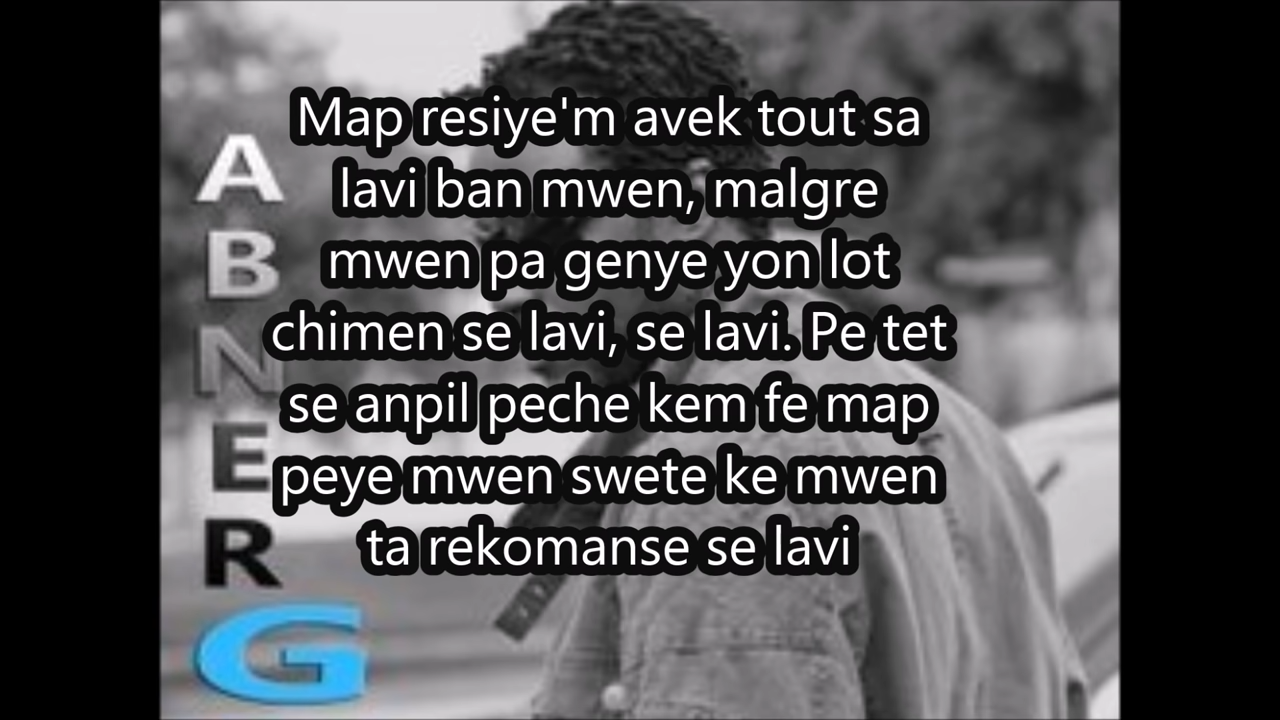 Map resiye'm avek tout sa
lavi ban mwen, malgre
mwen pa genye yon lot
chimen se lavi, se lavi. Pe tet
se anpil peche kem fe map
peye mwen swete ke mwen
ta rekomanse se lavi
ABNER
G